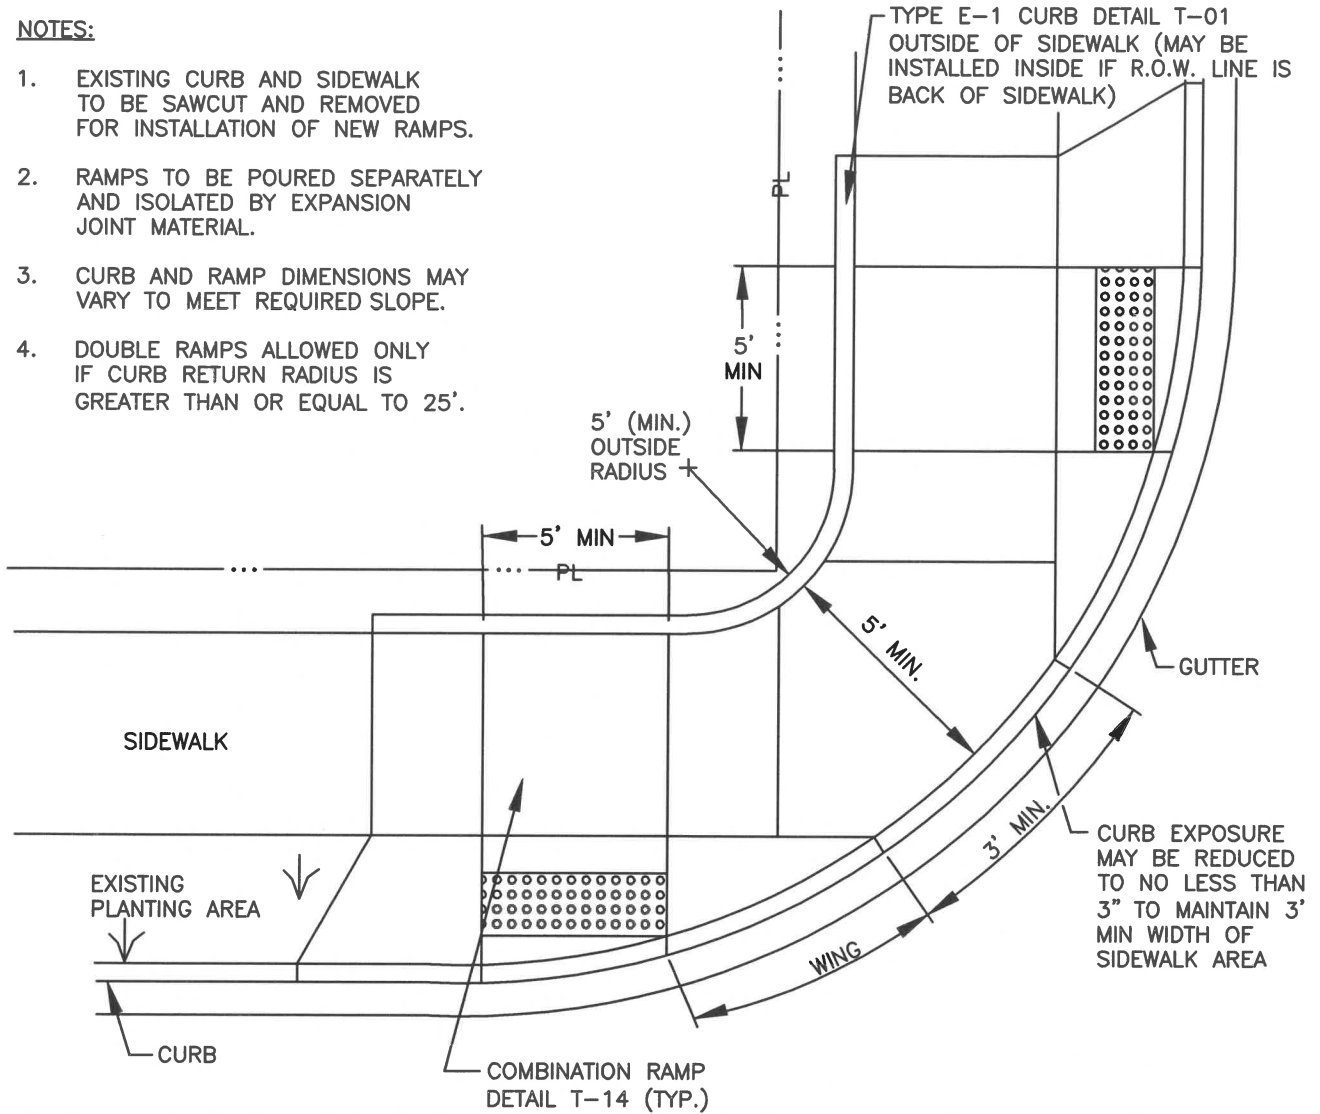 NOTES:
1. EXISTING CURB AND SIDEWALK
TO BE SAWCUT AND REMOVED
FOR INSTALLATION OF NEW RAMPS.
2. RAMPS TO BE POURED SEPARATELY
AND ISOLATED BY EXPANSION
JOINT MATERIAL.
3. CURB AND RAMP DIMENSIONS MAY
VARY TO MEET REQUIRED SLOPE.
4. DOUBLE RAMPS ALLOWED ONLY
IF CURB RETURN RADIUS IS
GREATER THAN OR EQUAL TO 25'.
TYPE E-1 CURB DETAIL T-01
OUTSIDE OF SIDEWALK (MAY BE
INSTALLED INSIDE IF R.O.W. LINE IS
BACK OF SIDEWALK)
PL
5'
MIN
5' (MIN.)
OUTSIDE
RADIUS
5' MIN
PL
5' MIN.
GUTTER
SIDEWALK
3' MIN.
CURB EXPOSURE
MAY BE REDUCED
TO NO LESS THAN
3" TO MAINTAIN 3'
MIN WIDTH OF
SIDEWALK AREA
EXISTING
PLANTING AREA
WING
CURB
COMBINATION RAMP
DETAIL T-14 (TYP.)